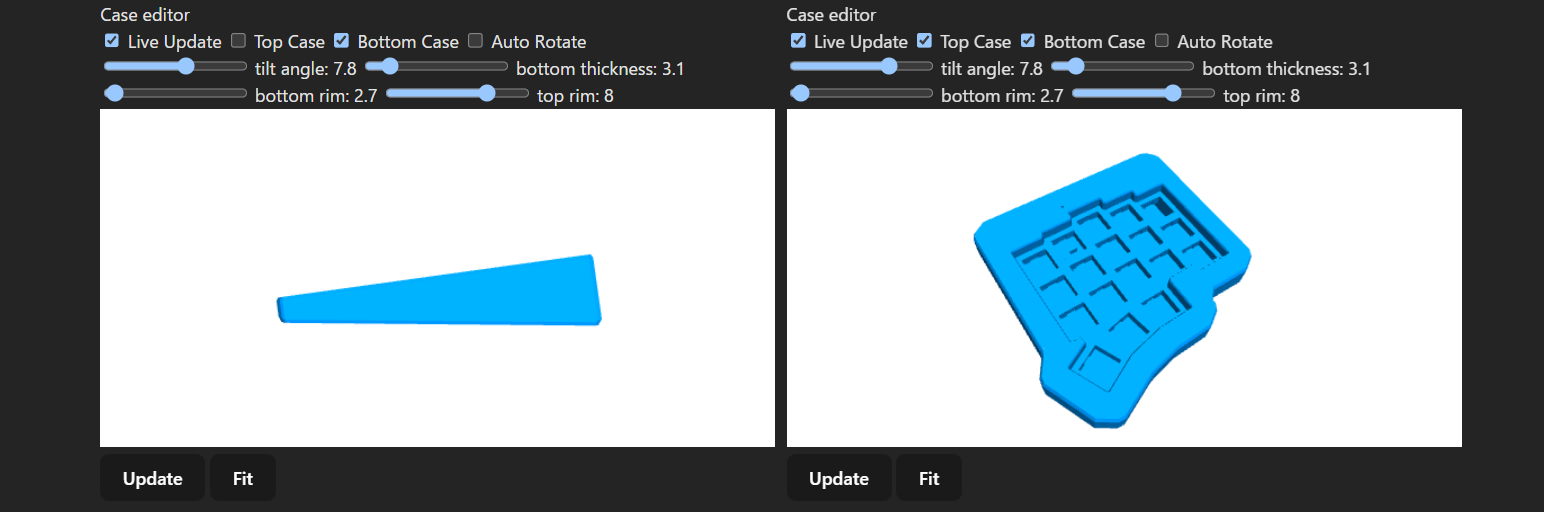 Case editor
Live Update Top Case Bottom Case Auto Rotate
tilt angle: 7.8 bottom thickness: 3.1
bottom rim: 2.7 top rim: 8
Update Fit
Case editor
Live Update Top Case Bottom Case Auto Rotate
tilt angle: 7.8 bottom thickness: 3.1
bottom rim: 2.7 top rim: 8
Update Fit